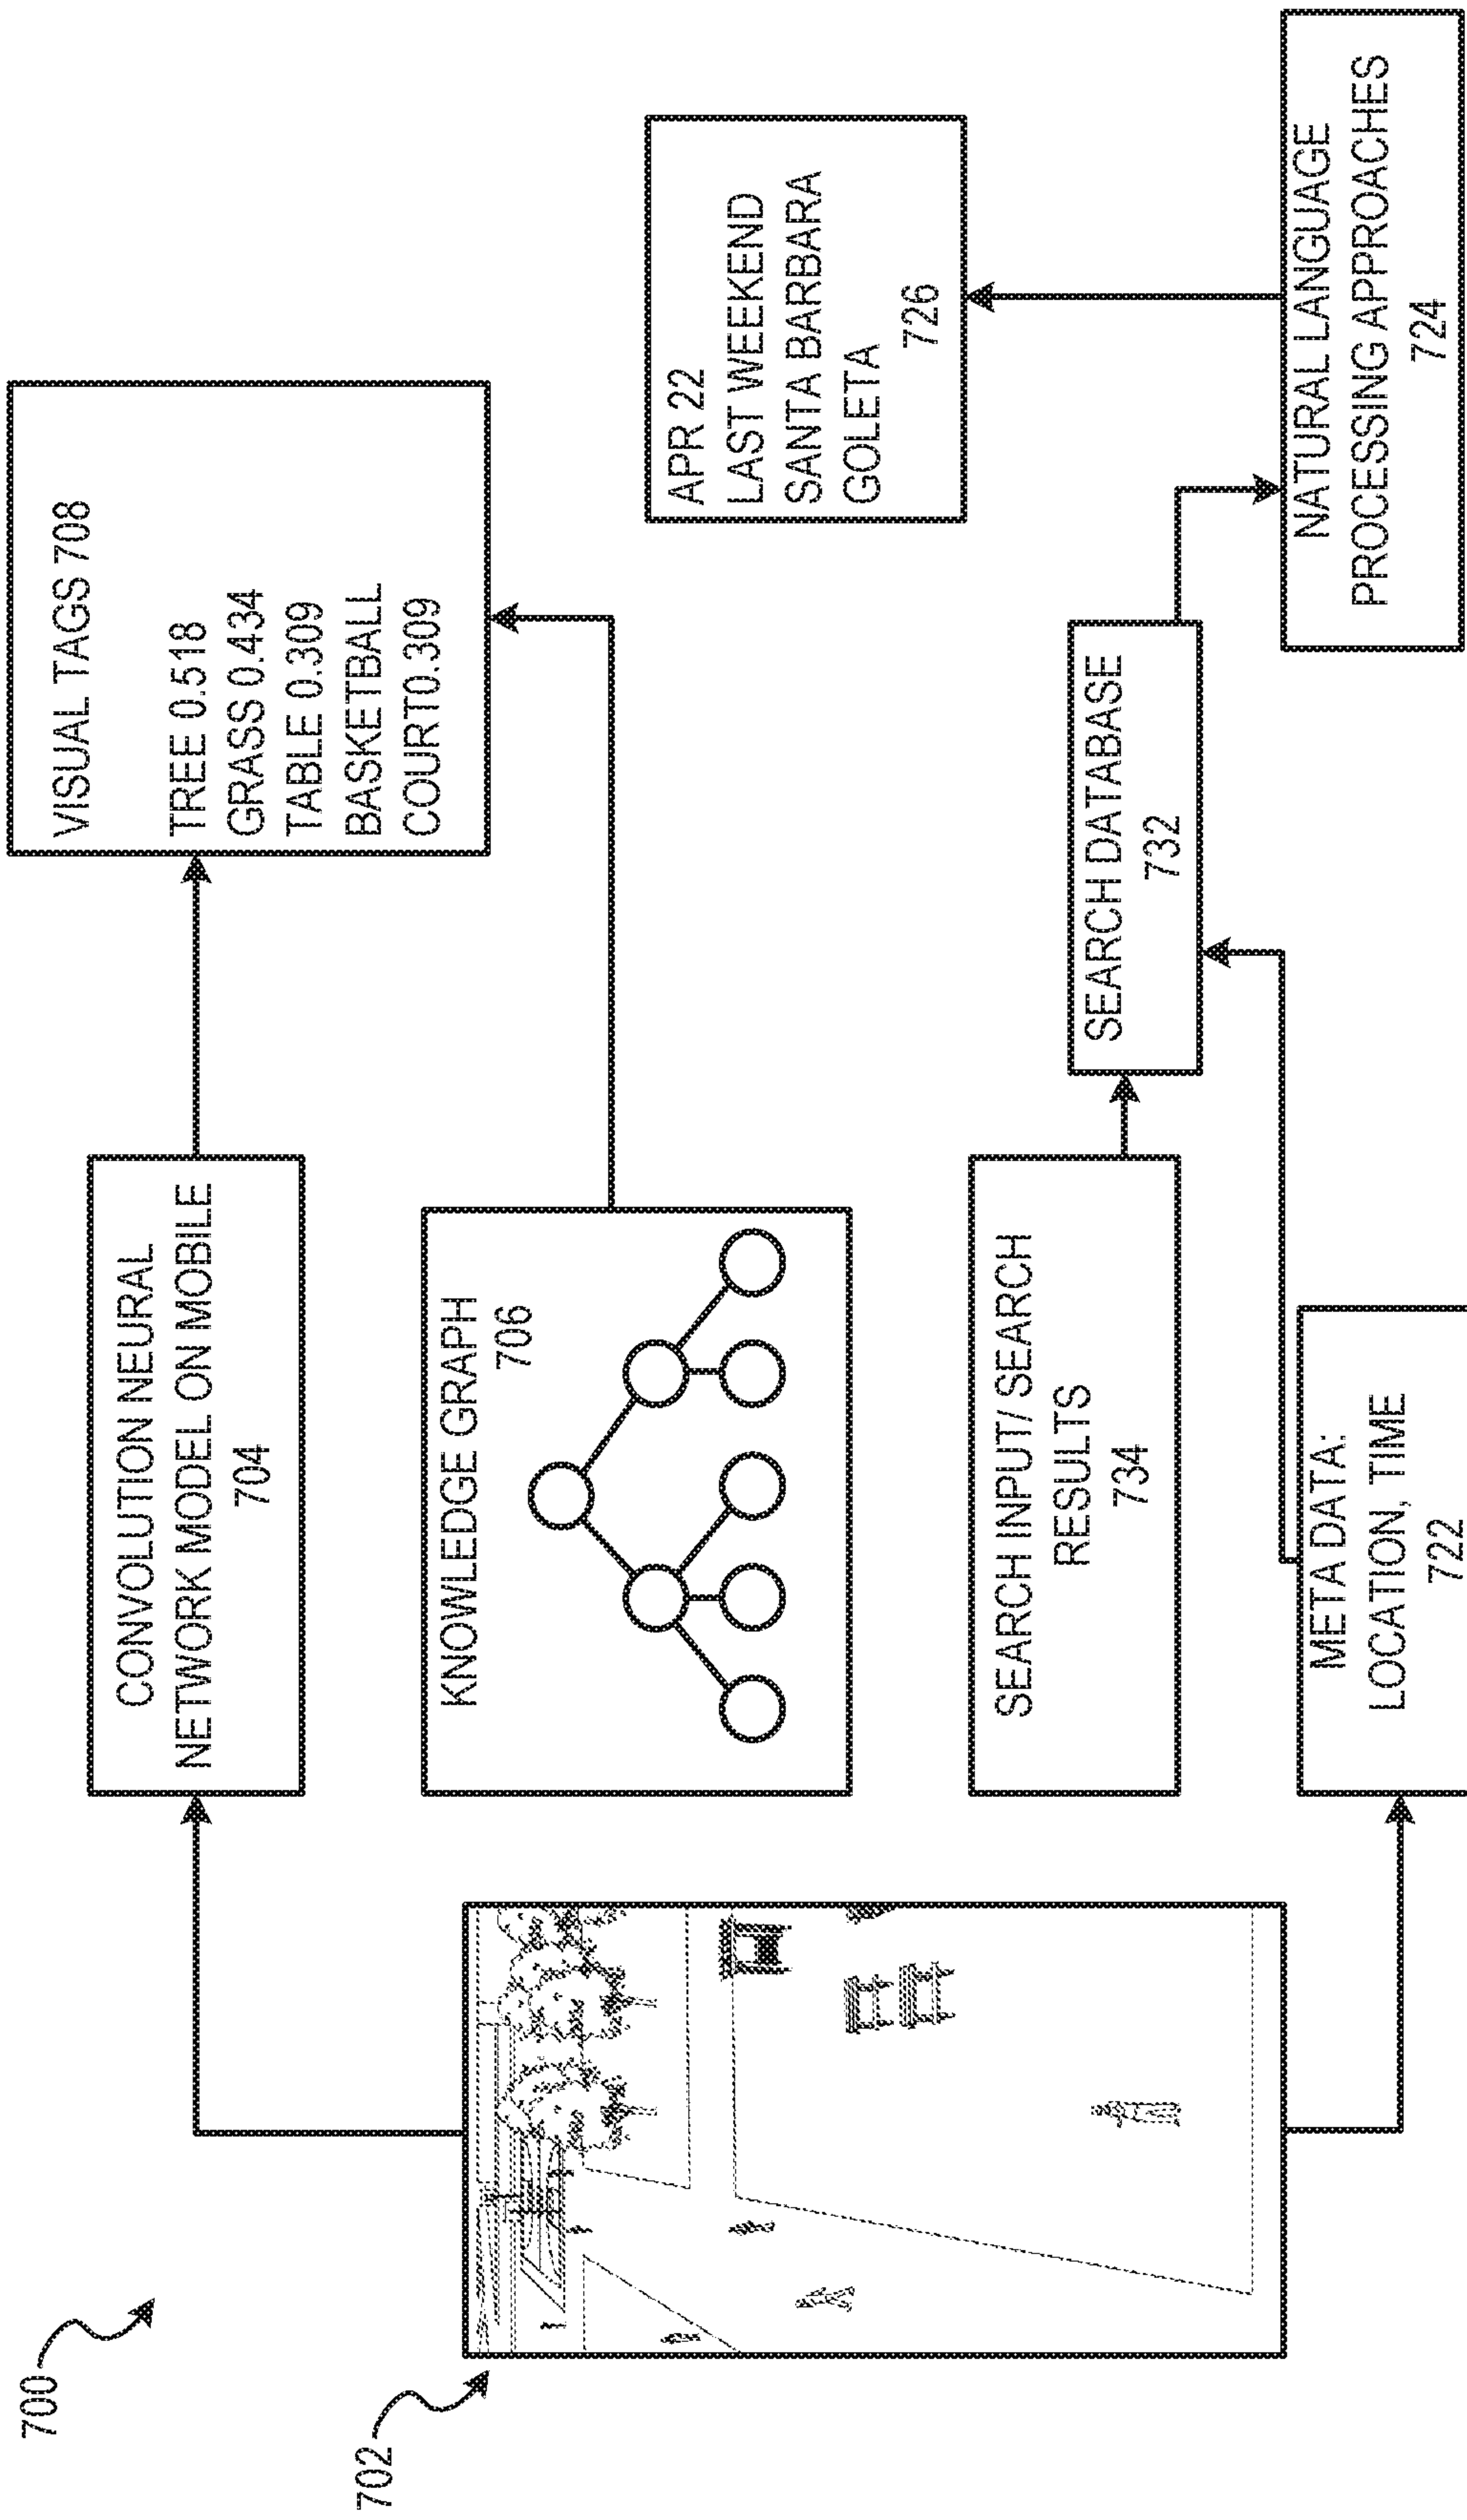 700
702
CONVOLUTION NEURAL
NETWORK MODEL ON MOBILE
704
VISUAL TAGS 708
TREE 0.518
GRASS 0.434
TABLE 0.309
BASKETBALL
COURT0.309
KNOWLEDGE GRAPH
706
APR 22
LAST WEEKEND
SANTA BARBARA
GOLETA
726
SEARCH INPUT/ SEARCH
RESULTS
734
SEARCH DATABASE
732
META DATA:
LOCATION, TIME
722
NATURAL LANGUAGE
PROCESSING APPROACHES
724